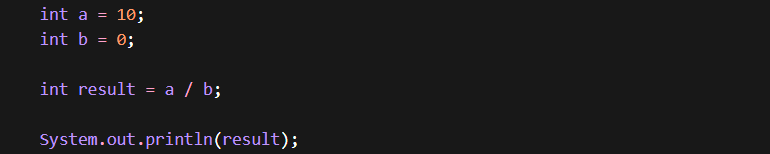 int a = 10;
int b = 0;
int result = a / b;
System.out.println(result);